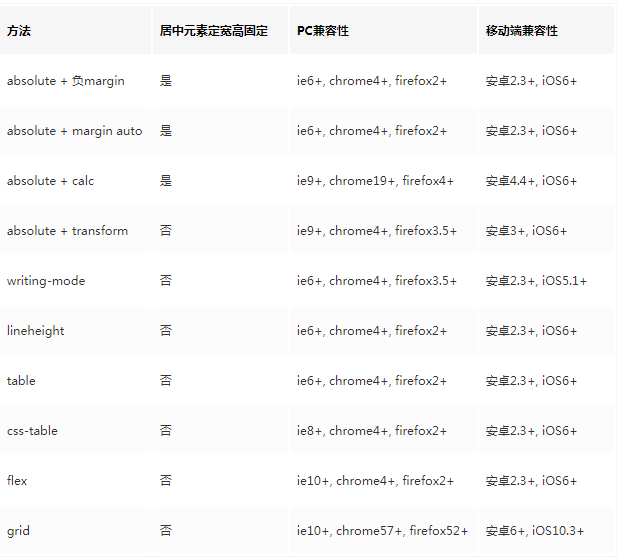 方法 居中元素定宽高固定 PC兼容性 移动端兼容性
absolute + 负margin 是 ie6+, chrome4+, firefox2+ 安卓2.3+, iOS6+
absolute + margin auto 是 ie6+, chrome4+, firefox2+ 安卓2.3+, iOS6+
absolute + calc 是 ie9+, chrome19+, firefox4+ 安卓4.4+, iOS6+
absolute + transform 否 ie9+, chrome4+, firefox3.5+ 安卓3+, iOS6+
writing-mode 否 ie6+, chrome4+, firefox3.5+ 安卓2.3+, iOS5.1+
lineheight 否 ie6+, chrome4+, firefox2+ 安卓2.3+, iOS6+
table 否 ie6+, chrome4+, firefox2+ 安卓2.3+, iOS6+
css-table 否 ie8+, chrome4+, firefox2+ 安卓2.3+, iOS6+
flex 否 ie10+, chrome4+, firefox2+ 安卓2.3+, iOS6+
grid 否 ie10+, chrome57+, firefox52+ 安卓6+, iOS10.3+